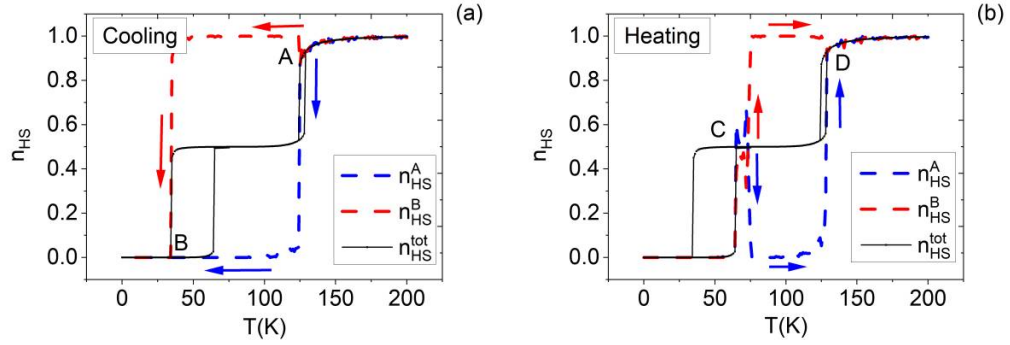 (a)
Cooling
A
B
n_HS
1.0
0.8
0.6
0.4
0.2
0.0
n^A_HS
n^B_HS
n^tot_HS
0
50
100
150
200
T(K)
(b)
Heating
C
D
n_HS
1.0
0.8
0.6
0.4
0.2
0.0
n^A_HS
n^B_HS
n^tot_HS
0
50
100
150
200
T(K)